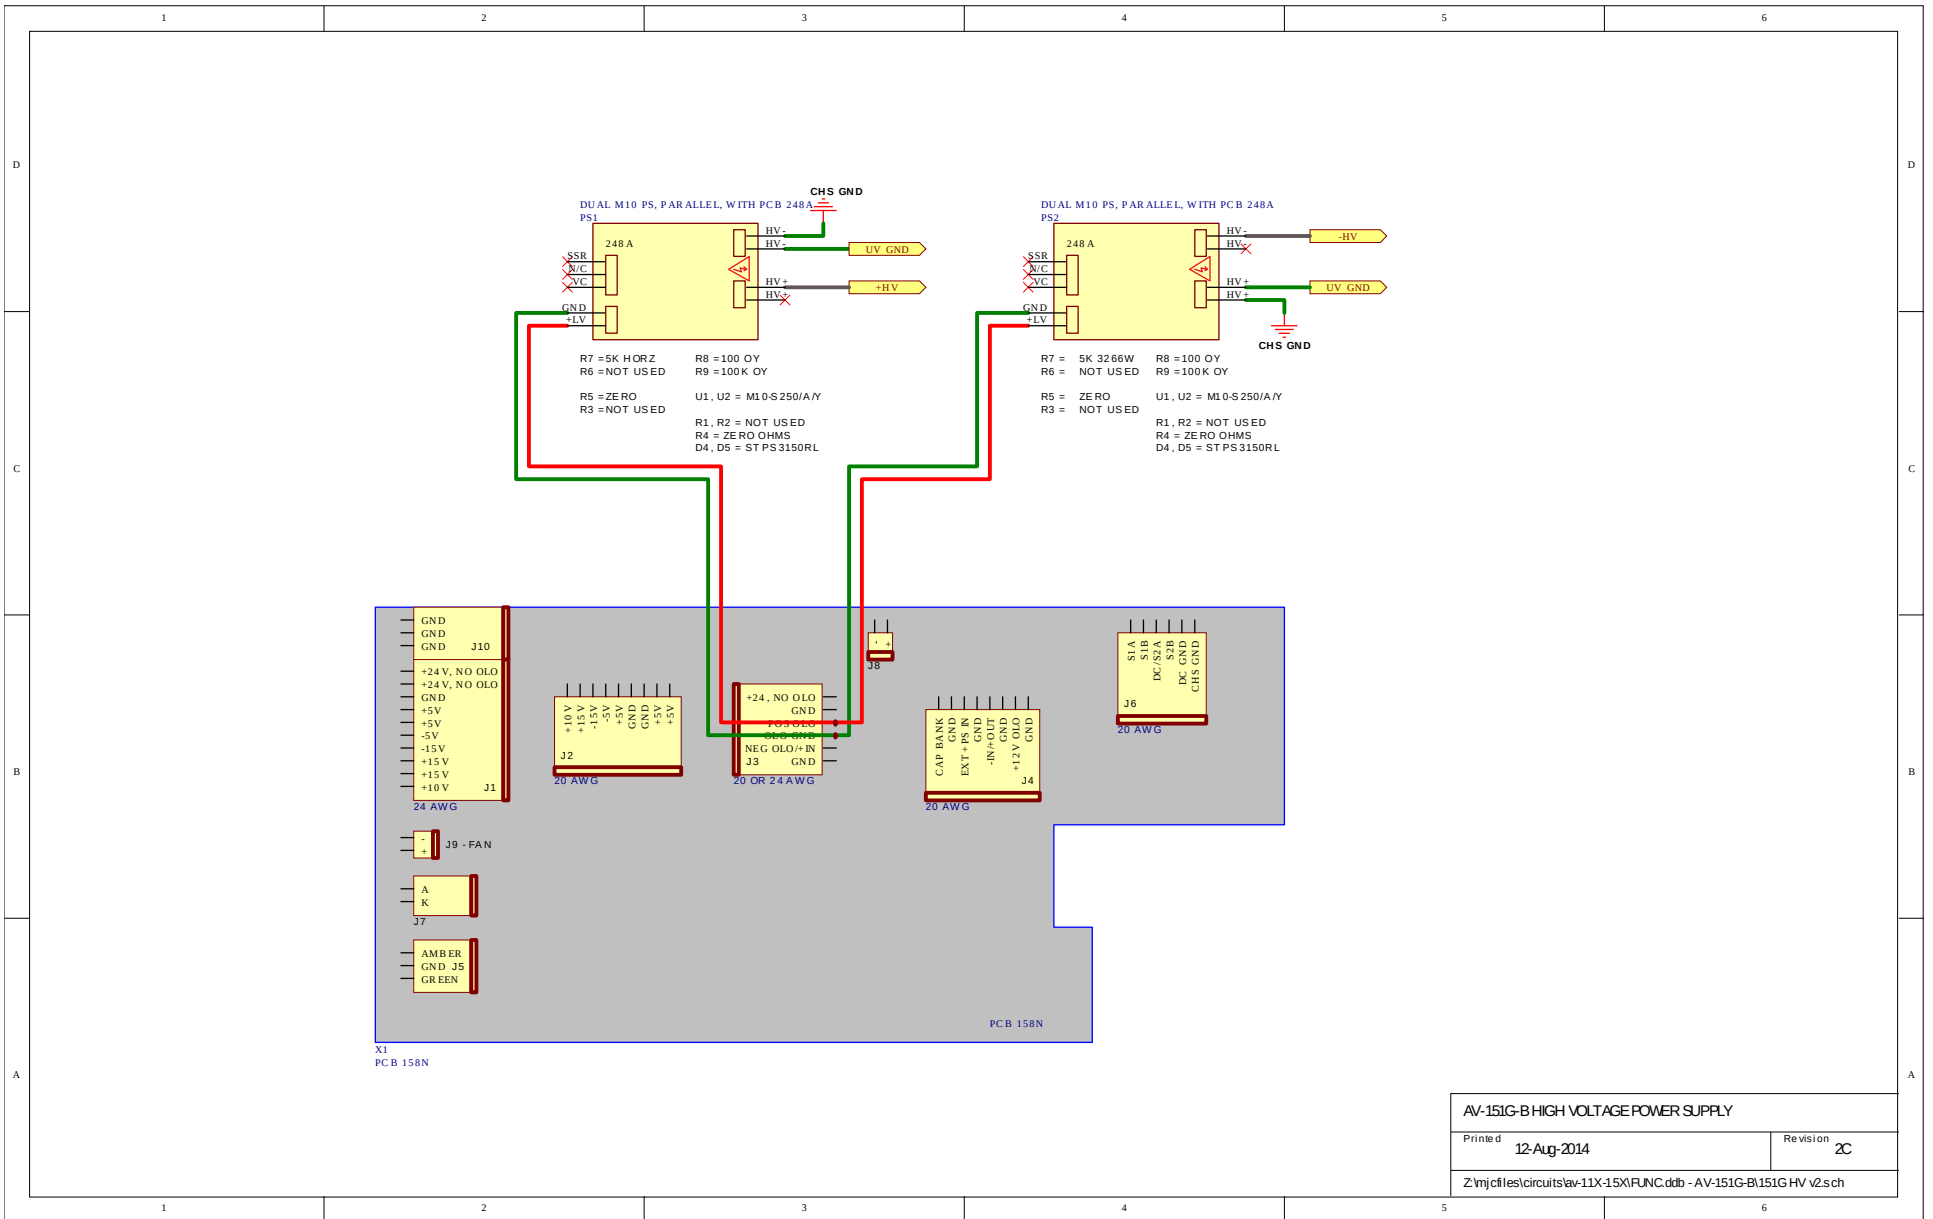 1 2 3 4 5 6
D D
CHS GND
DUAL M10 PS, PARALLEL, WITH PCB 248A
PS1
248A
SSR
N/C
VC
GND
+LV
HV-
HV-
HV+
HV+
UV GND
+HV
R7 =5K HORZ R8 =100 OY
R6 =NOT USED R9 =100K OY
R5 =ZERO U1, U2 = M10-S250/A/Y
R3 =NOT USED
R1, R2 = NOT USED
R4 = ZERO OHMS
D4, D5 = STPS3150RL
DUAL M10 PS, PARALLEL, WITH PCB 248A
PS2
248A
SSR
N/C
VC
GND
+LV
HV-
HV-
HV+
HV+
-HV
UV GND
CHS GND
R7 = 5K 3266W R8 =100 OY
R6 = NOT USED R9 =100K OY
R5 = ZERO U1, U2 = M10-S250/A/Y
R3 = NOT USED
R1, R2 = NOT USED
R4 = ZERO OHMS
D4, D5 = STPS3150RL
C C
GND
GND
GND J10
+24V, NO OLO
+24V, NO OLO
GND
+5V
+5V
-5V
-15V
+15V
+15V
+10V J1
24 AWG
+10V
+15V
-15V
-5V
+5V
GND
GND
+5V
+5V
J2
20 AWG
+24, NO OLO
GND
POS OLO
OLO GND
NEG OLO/+IN
J3 GND
20 OR 24 AWG
- +
J8
CAP BANK
GND
EXT +PS IN
GND
-IN/+OUT
GND
+12V OLO
GND
J4
20 AWG
S1A
S1B
DC/S2A
S2B
DC GND
CHS GND
J6
20 AWG
B B
-
+
J9 - FAN
A
K
J7
AMBER
GND J5
GREEN
PCB 158N
X1
PCB 158N
A A
AV-151G-B HIGH VOLTAGE POWER SUPPLY
Printed 12-Aug-2014 Revision 2C
Z:\mjcfiles\circuits\av-11X-15X\FUNC.ddb - AV-151G-B\151G HV v2.sch
1 2 3 4 5 6